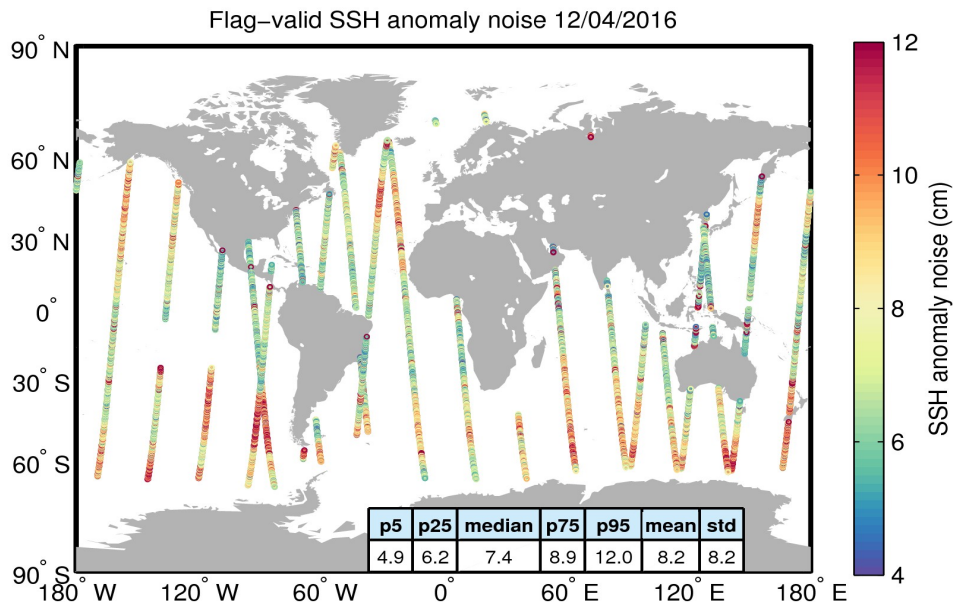 Flag−valid SSH anomaly noise 12/04/2016
90° N
60° N
30° N
0°
30° S
60° S
90° S
180° W
120° W
60° W
0°
60° E
120° E
180° E
p5 p25 median p75 p95 mean std
4.9 6.2 7.4 8.9 12.0 8.2 8.2
12
10
8
6
4
SSH anomaly noise (cm)